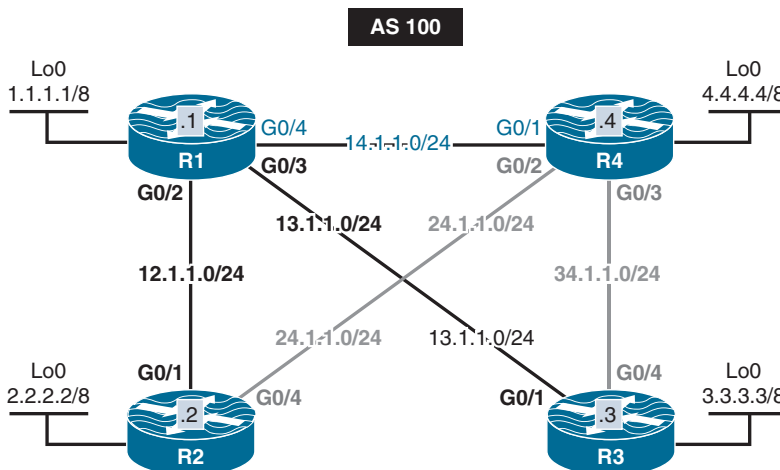 AS 100
Lo0
1.1.1.1/8
.1
R1
G0/4
G0/3
G0/2
14.1.1.0/24
G0/1
G0/2
.4
R4
G0/3
Lo0
4.4.4.4/8
13.1.1.0/24
24.1.1.0/24
12.1.1.0/24
34.1.1.0/24
24.1.1.0/24
13.1.1.0/24
Lo0
2.2.2.2/8
G0/1
.2
R2
G0/4
G0/1
G0/4
.3
R3
Lo0
3.3.3.3/8